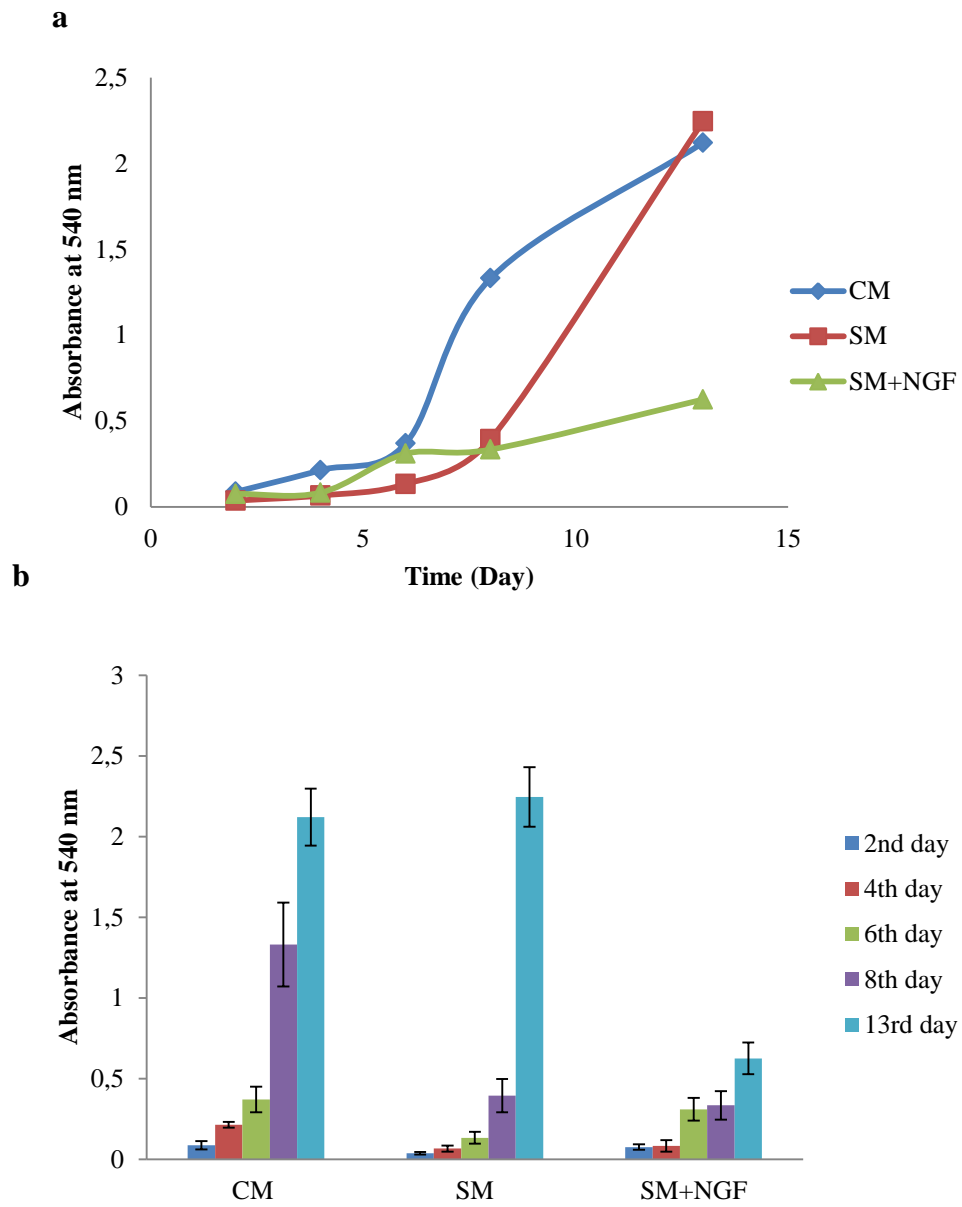 a
2,5
2
1,5
1
0,5
0
0
5
10
15
Absorbance at 540 nm
Time (Day)
CM
SM
SM+NGF
b
3
2,5
2
1,5
1
0,5
0
Absorbance at 540 nm
CM
SM
SM+NGF
2nd day
4th day
6th day
8th day
13rd day